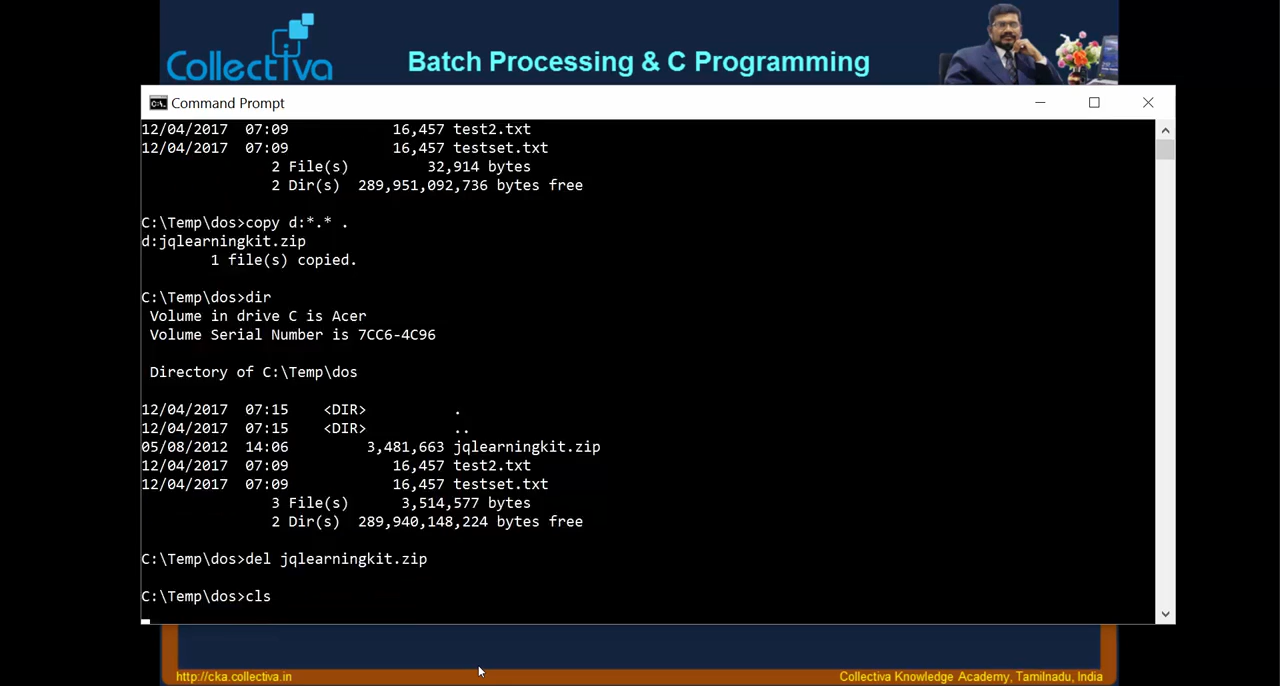 Collectiva
Batch Processing & C Programming
Command Prompt
12/04/2017  07:09            16,457 test2.txt
12/04/2017  07:09            16,457 testset.txt
               2 File(s)         32,914 bytes
               2 Dir(s)  289,951,092,736 bytes free
C:\Temp\dos>copy d:*.* .
d:jqlearningkit.zip
        1 file(s) copied.
C:\Temp\dos>dir
 Volume in drive C is Acer
 Volume Serial Number is 7CC6-4C96
 Directory of C:\Temp\dos
12/04/2017  07:15    <DIR>          .
12/04/2017  07:15    <DIR>          ..
05/08/2012  14:06         3,481,663 jqlearningkit.zip
12/04/2017  07:09            16,457 test2.txt
12/04/2017  07:09            16,457 testset.txt
               3 File(s)      3,514,577 bytes
               2 Dir(s)  289,940,148,224 bytes free
C:\Temp\dos>del jqlearningkit.zip
C:\Temp\dos>cls
http://cka.collectiva.in
Collectiva Knowledge Academy, Tamilnadu, India